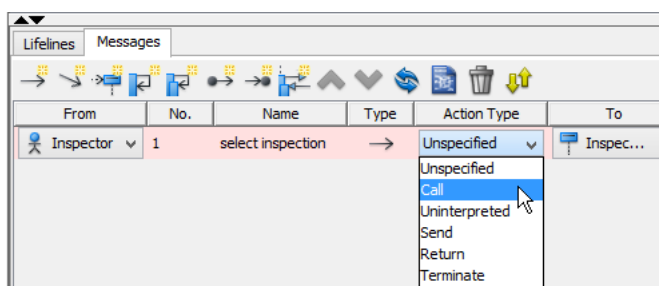 Lifelines Messages
From No. Name Type Action Type To
Inspector 1 select inspection Unspecified Inspec...
Unspecified
Call
Uninterpreted
Send
Return
Terminate